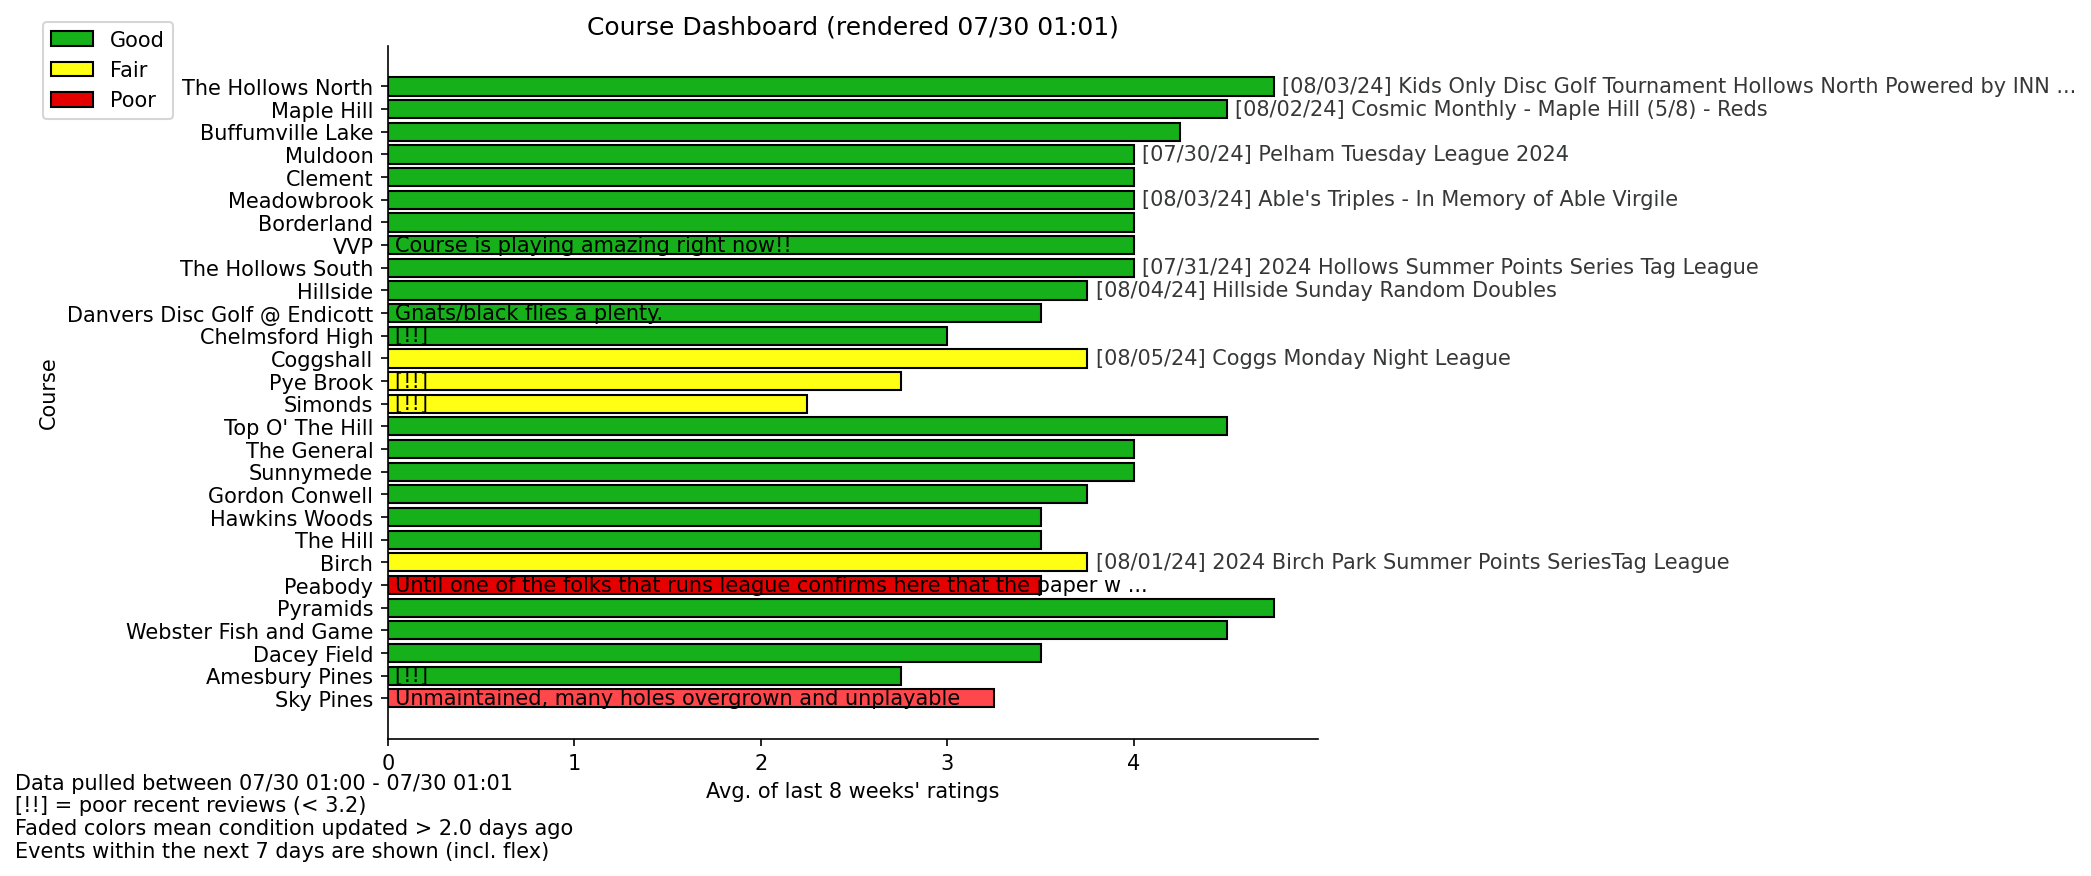 Course Dashboard (rendered 07/30 01:01)
Good
Fair
Poor
The Hollows North [08/03/24] Kids Only Disc Golf Tournament Hollows North Powered by INN ...
Maple Hill [08/02/24] Cosmic Monthly - Maple Hill (5/8) - Reds
Buffumville Lake
Muldoon [07/30/24] Pelham Tuesday League 2024
Clement
Meadowbrook [08/03/24] Able's Triples - In Memory of Able Virgile
Borderland
VVP Course is playing amazing right now!!
The Hollows South [07/31/24] 2024 Hollows Summer Points Series Tag League
Hillside [08/04/24] Hillside Sunday Random Doubles
Danvers Disc Golf @ Endicott Gnats/black flies a plenty.
Chelmsford High [!!]
Coggshall [08/05/24] Coggs Monday Night League
Pye Brook [!!]
Simonds [!!]
Top O' The Hill
The General
Sunnymede
Gordon Conwell
Hawkins Woods
The Hill
Birch [08/01/24] 2024 Birch Park Summer Points SeriesTag League
Peabody Until one of the folks that runs league confirms here that the paper w ...
Pyramids
Webster Fish and Game
Dacey Field
Amesbury Pines [!!]
Sky Pines Unmaintained, many holes overgrown and unplayable
Course
0 1 2 3 4
Avg. of last 8 weeks' ratings
Data pulled between 07/30 01:00 - 07/30 01:01
[!!] = poor recent reviews (< 3.2)
Faded colors mean condition updated > 2.0 days ago
Events within the next 7 days are shown (incl. flex)